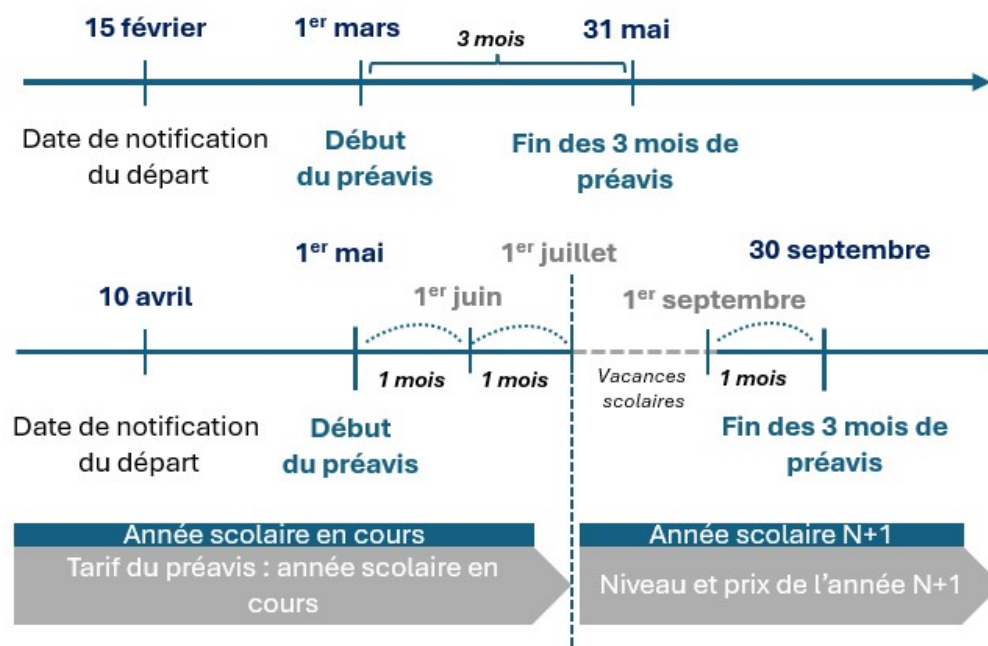 15 février 1er mars 31 mai
3 mois
Date de notification
du départ
Début
du préavis
Fin des 3 mois de
préavis
10 avril
1er mai
1er juin
1er juillet
1er septembre
30 septembre
1 mois 1 mois
Vacances
scolaires
1 mois
Date de notification
du départ
Début
du préavis
Fin des 3 mois de
préavis
Année scolaire en cours
Tarif du préavis : année scolaire en
cours
Année scolaire N+1
Niveau et prix de l’année N+1